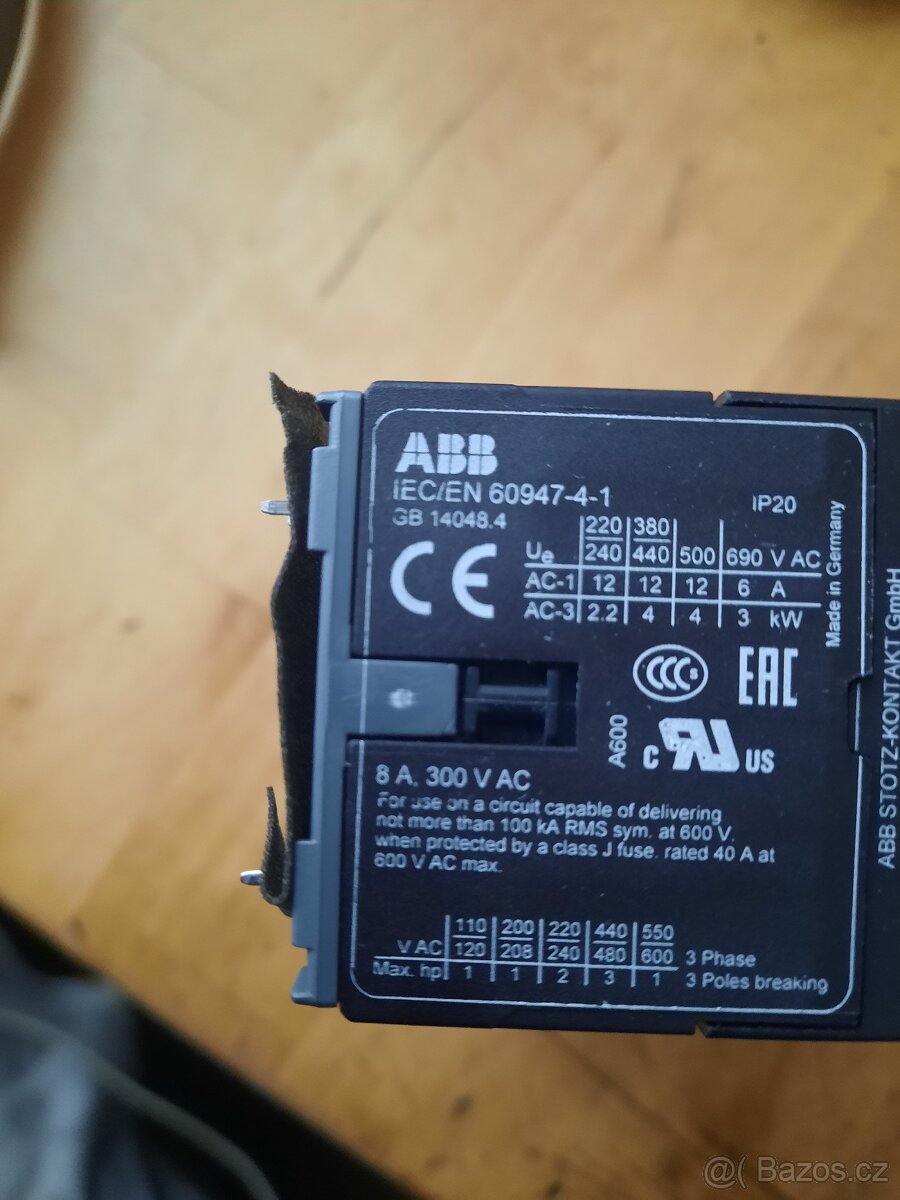 ABB
IEC/EN 60947-4-1
IP20
GB 14048.4
220 380
Ue 240 440 500 690 V AC
AC-1 12 12 12 6 A
AC-3 2.2 4 4 3 kW
Made in Germany
CE
CCC S
EAC
A600
C RU US
8 A, 300 V AC
For use on a circuit capable of delivering
not more than 100 kA RMS sym. at 600 V.
when protected by a class J fuse. rated 40 A at
600 V AC max.
110 200 220 440 550
V AC 120 208 240 480 600 3 Phase
Max. hp 1 1 2 3 1 3 Poles breaking
ABB STOTZ-KONTAKT GmbH
@( Bazos.cz